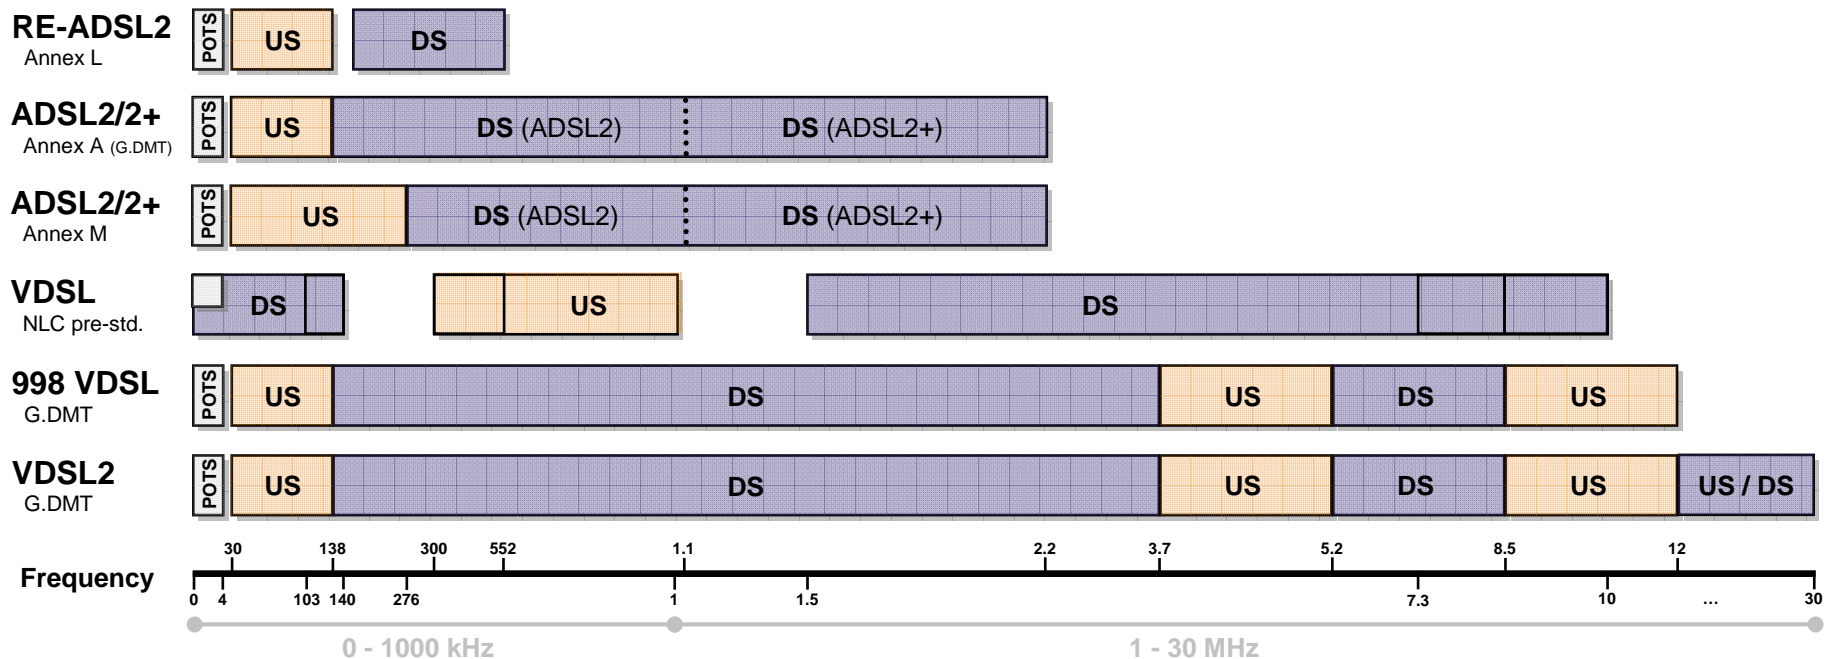 RE-ADSL2
Annex L
POTS
US
DS
ADSL2/2+
Annex A (G.DMT)
POTS
US
DS (ADSL2)
DS (ADSL2+)
ADSL2/2+
Annex M
POTS
US
DS (ADSL2)
DS (ADSL2+)
VDSL
NLC pre-std.
DS
US
DS
998 VDSL
G.DMT
POTS
US
DS
US
DS
US
VDSL2
G.DMT
POTS
US
DS
US
DS
US
US / DS
30 138 300 552 1.1 2.2 3.7 5.2 8.5 12
Frequency
0 4 103 140 276 1 1.5 7.3 10 ... 30
0 - 1000 kHz
1 - 30 MHz